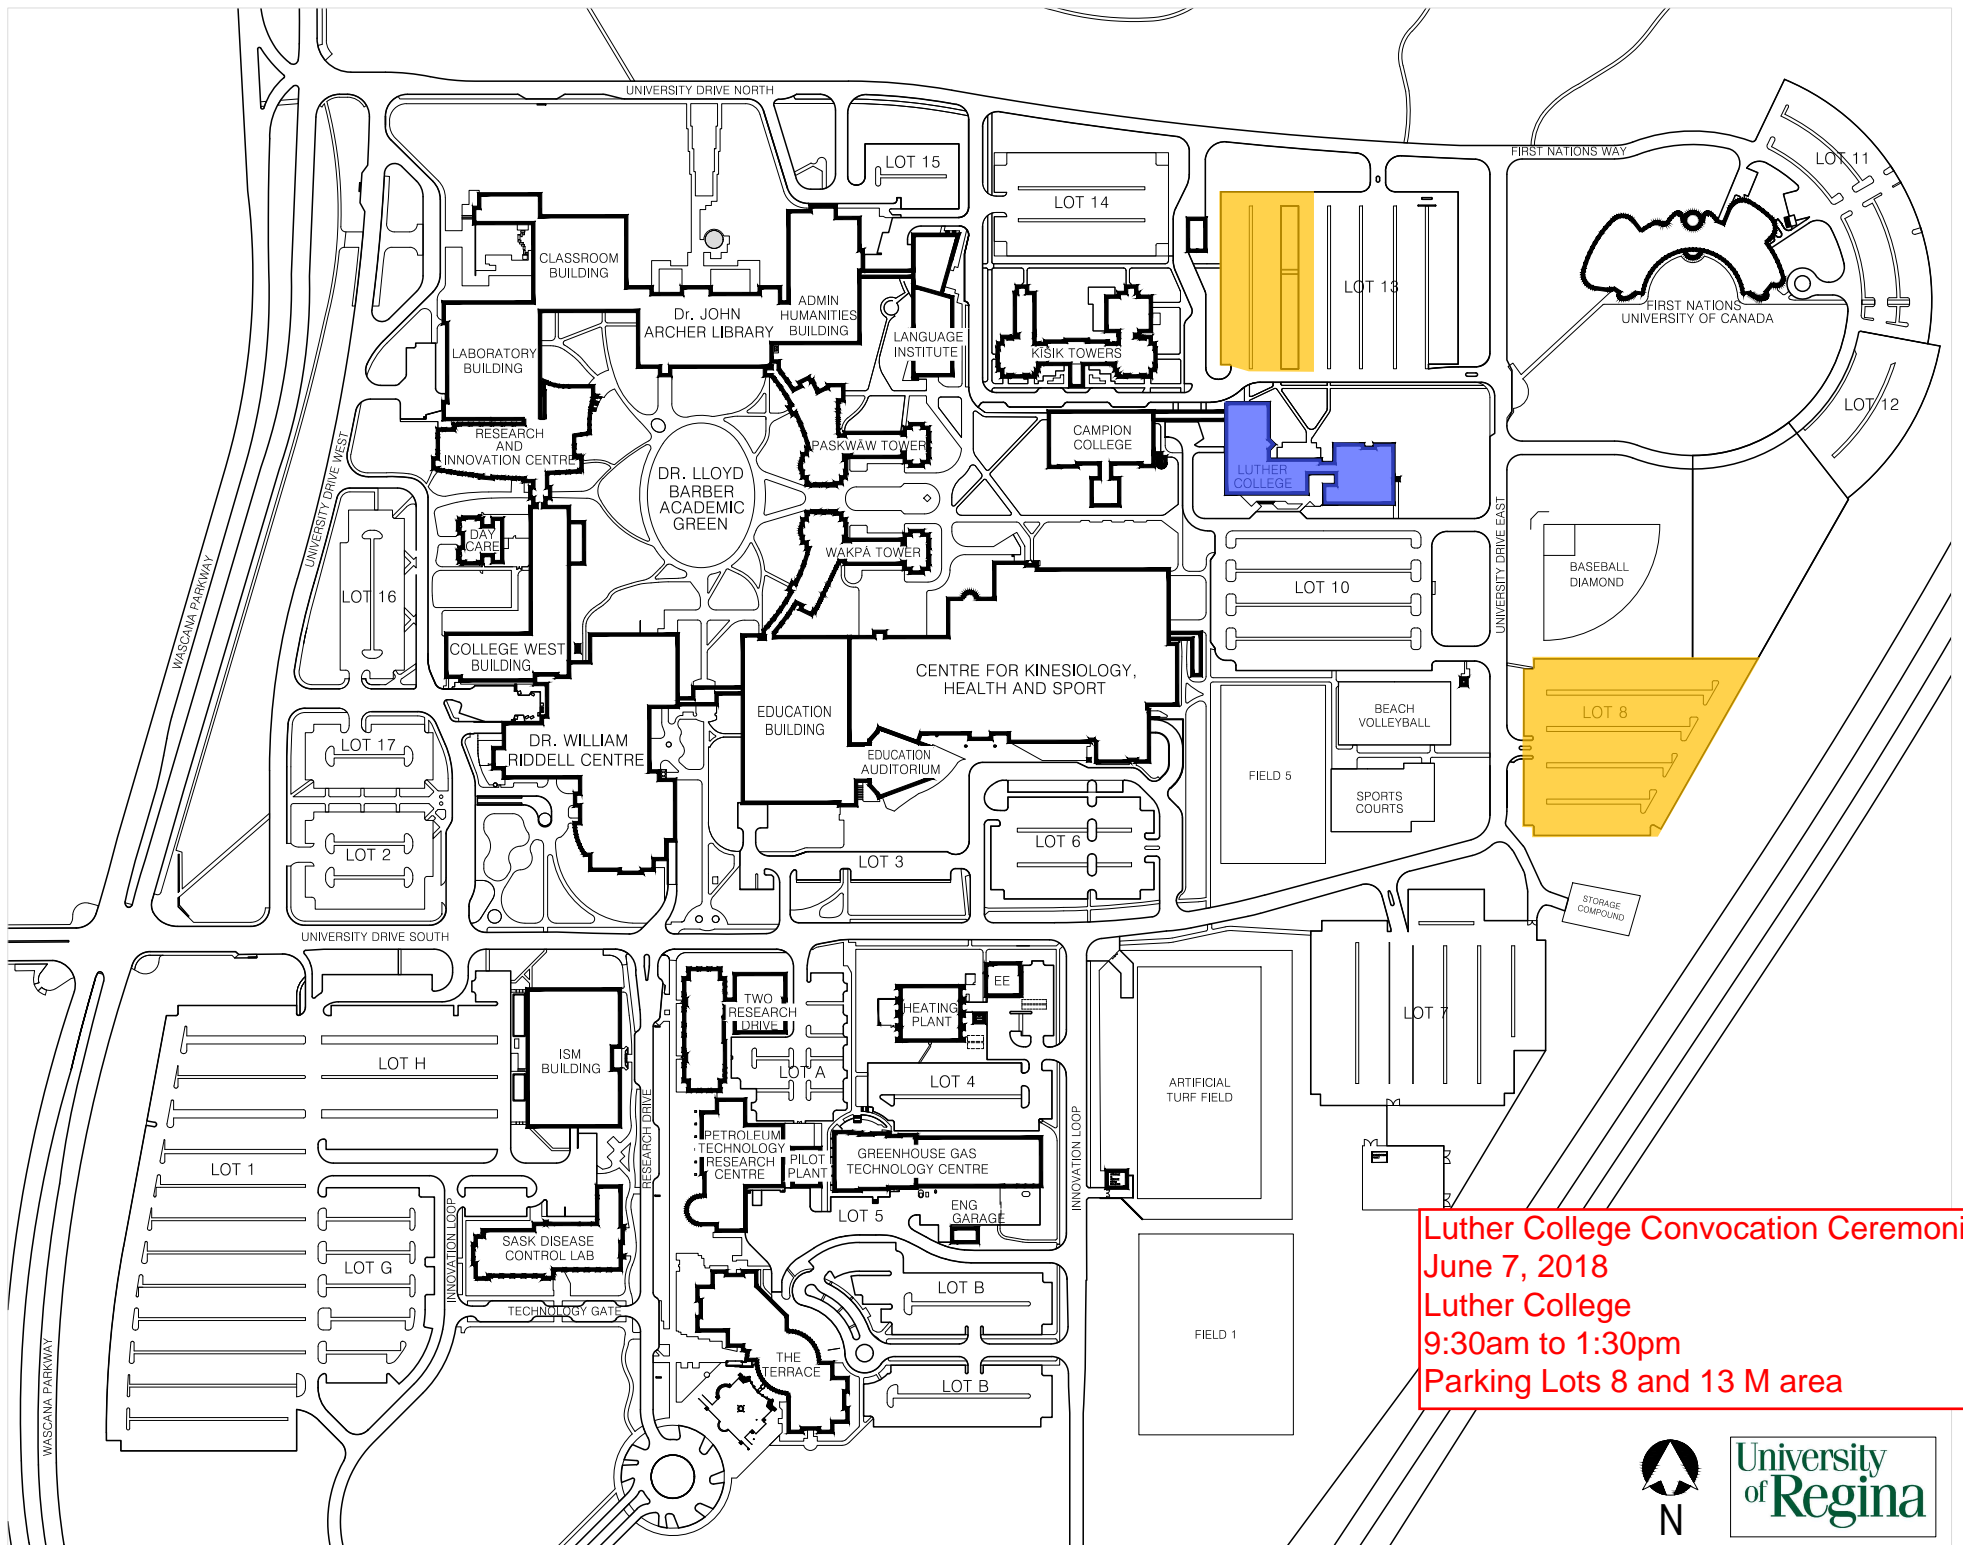 UNIVERSITY DRIVE NORTH
FIRST NATIONS WAY
LOT 11
LOT 15
LOT 14
CLASSROOM
BUILDING
ADMIN
HUMANITIES
BUILDING
Dr. JOHN
ARCHER LIBRARY
LOT 13
FIRST NATIONS
UNIVERSITY OF CANADA
LANGUAGE
INSTITUTE
KĪSIK TOWERS
LABORATORY
BUILDING
LOT 12
RESEARCH
AND
INNOVATION CENTRE
PASKWĀW TOWER
CAMPION
COLLEGE
LUTHER
COLLEGE
DR. LLOYD
BARBER
ACADEMIC
GREEN
UNIVERSITY DRIVE WEST
UNIVERSITY DRIVE EAST
DAY
CARE
WAKPĀ TOWER
BASEBALL
DIAMOND
LOT 16
LOT 10
WASCANA PARKWAY
COLLEGE WEST
BUILDING
CENTRE FOR KINESIOLOGY,
HEALTH AND SPORT
EDUCATION
BUILDING
BEACH
VOLLEYBALL
LOT 8
LOT 17
DR. WILLIAM
RIDDELL CENTRE
EDUCATION
AUDITORIUM
FIELD 5
SPORTS
COURTS
LOT 2
LOT 3
LOT 6
STORAGE
COMPOUND
UNIVERSITY DRIVE SOUTH
TWO
RESEARCH
DRIVE
EE
HEATING
PLANT
LOT 7
LOT H
ISM
BUILDING
LOT A
LOT 4
ARTIFICIAL
TURF FIELD
RESEARCH DRIVE
INNOVATION LOOP
PETROLEUM
TECHNOLOGY
RESEARCH
CENTRE
PILOT
PLANT
GREENHOUSE GAS
TECHNOLOGY CENTRE
LOT 1
LOT 5
ENG
GARAGE
INNOVATION LOOP
SASK DISEASE
CONTROL LAB
LOT G
LOT B
TECHNOLOGY GATE
FIELD 1
THE
TERRACE
LOT B
WASCANA PARKWAY
Luther College Convocation Ceremoni
June 7, 2018
Luther College
9:30am to 1:30pm
Parking Lots 8 and 13 M area
N
University
of Regina